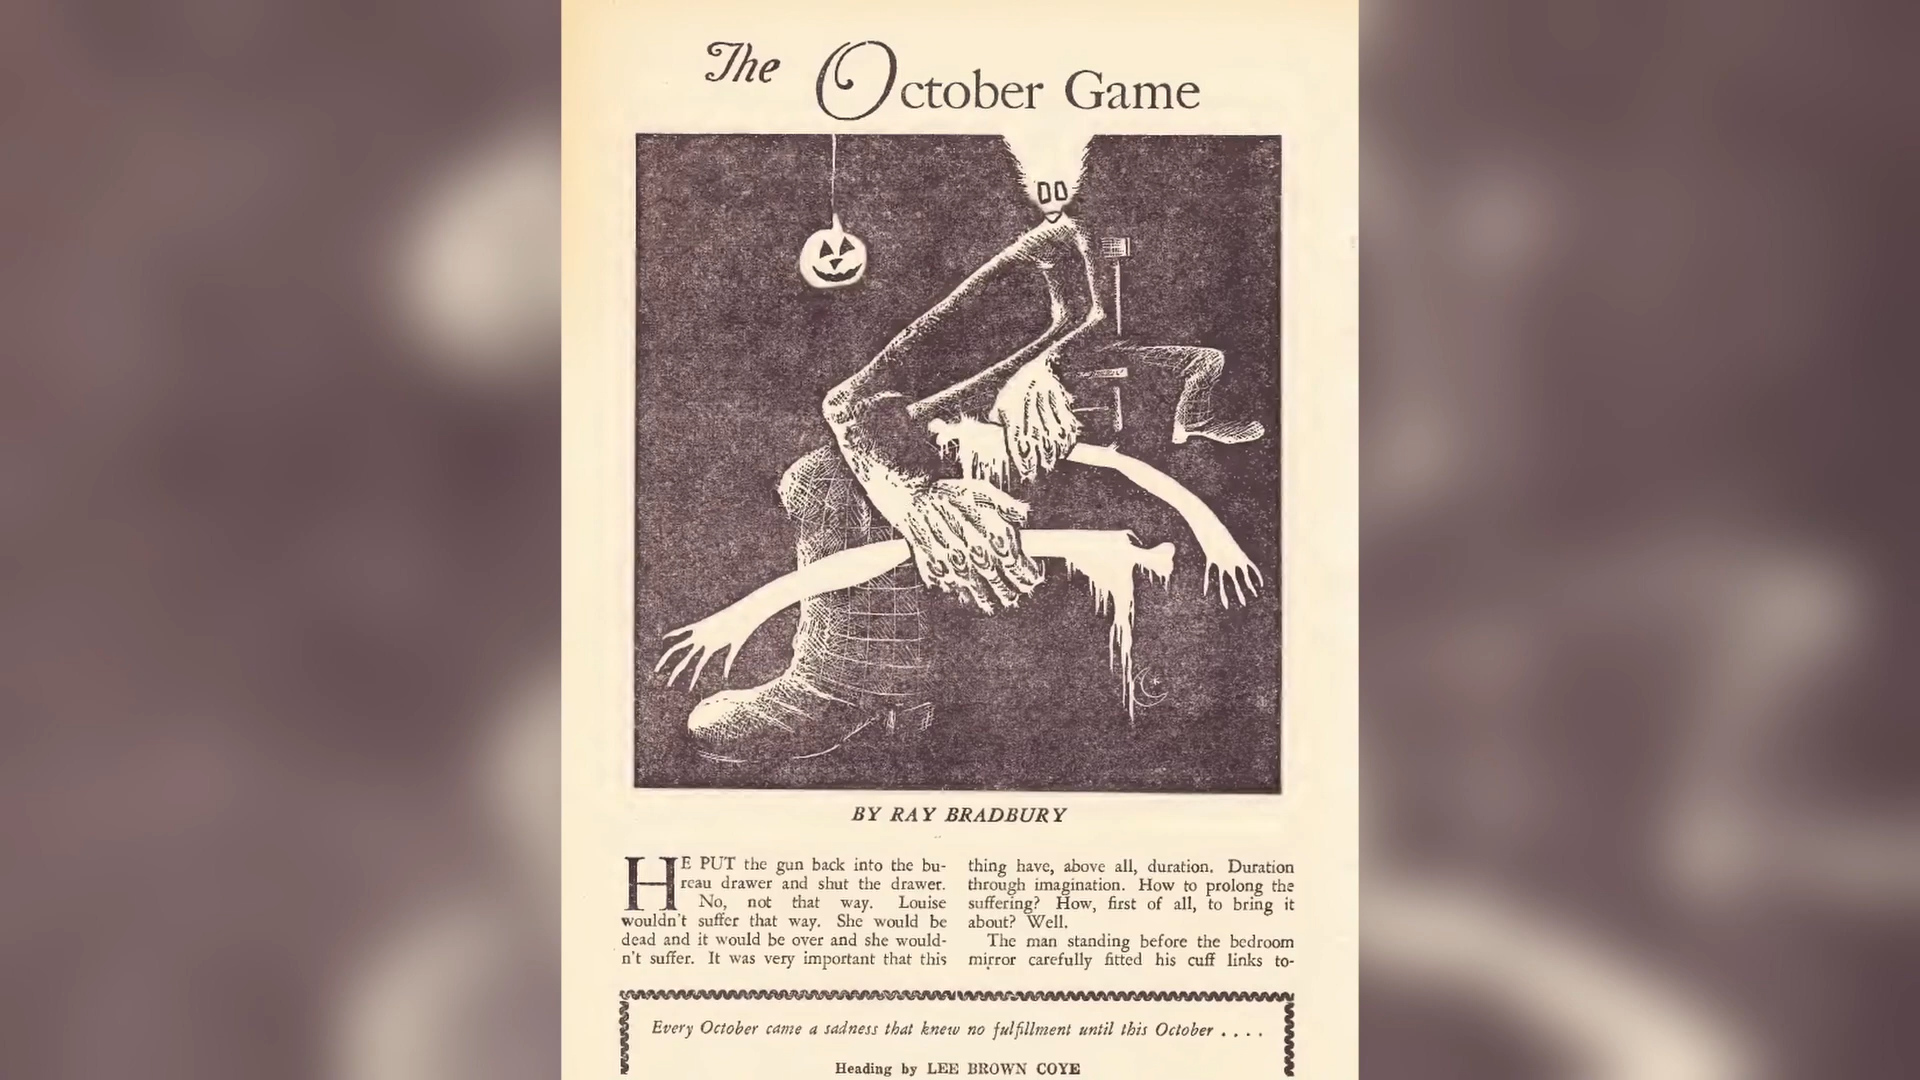 The October Game
BY RAY BRADBURY
HE PUT the gun back into the bu-
reau drawer and shut the drawer.
No, not that way. Louise
wouldn't suffer that way. She would be
dead and it would be over and she would-
n't suffer. It was very important that this
thing have, above all, duration. Duration
through imagination. How to prolong the
suffering? How, first of all, to bring it
about? Well.
The man standing before the bedroom
mirror carefully fitted his cuff links to-
Every October came a sadness that knew no fulfillment until this October . . . .
Heading by LEE BROWN COYE